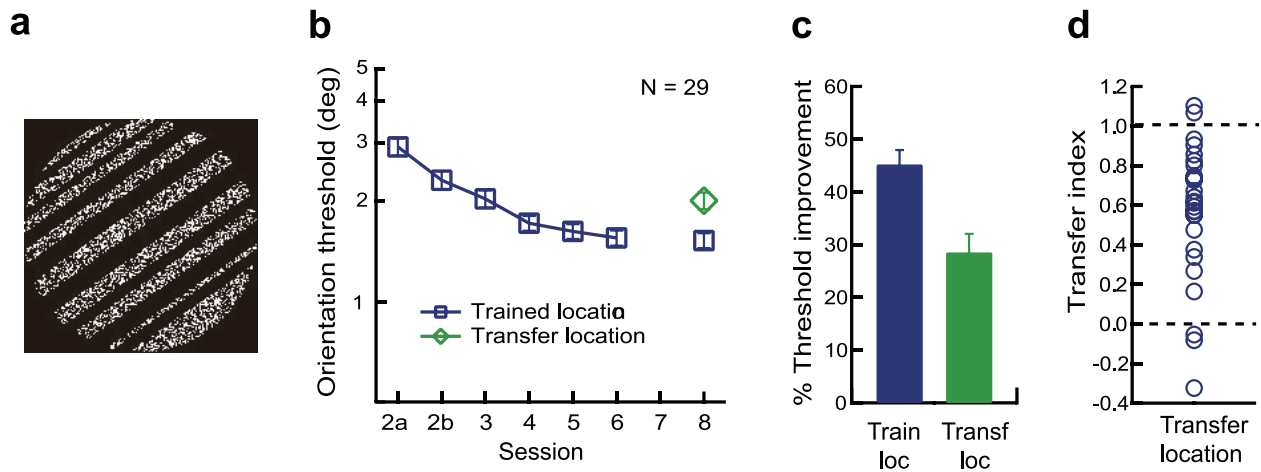 a
b
Orientation threshold (deg)
5
4
3
2
1
N = 29
Trained location
Transfer location
2a 2b 3 4 5 6 7 8
Session
c
% Threshold improvement
60
50
40
30
20
10
0
Train loc
Transf loc
d
Transfer index
1.2
1.0
0.8
0.6
0.4
0.2
0.0
-0.2
-0.4
Transfer
location